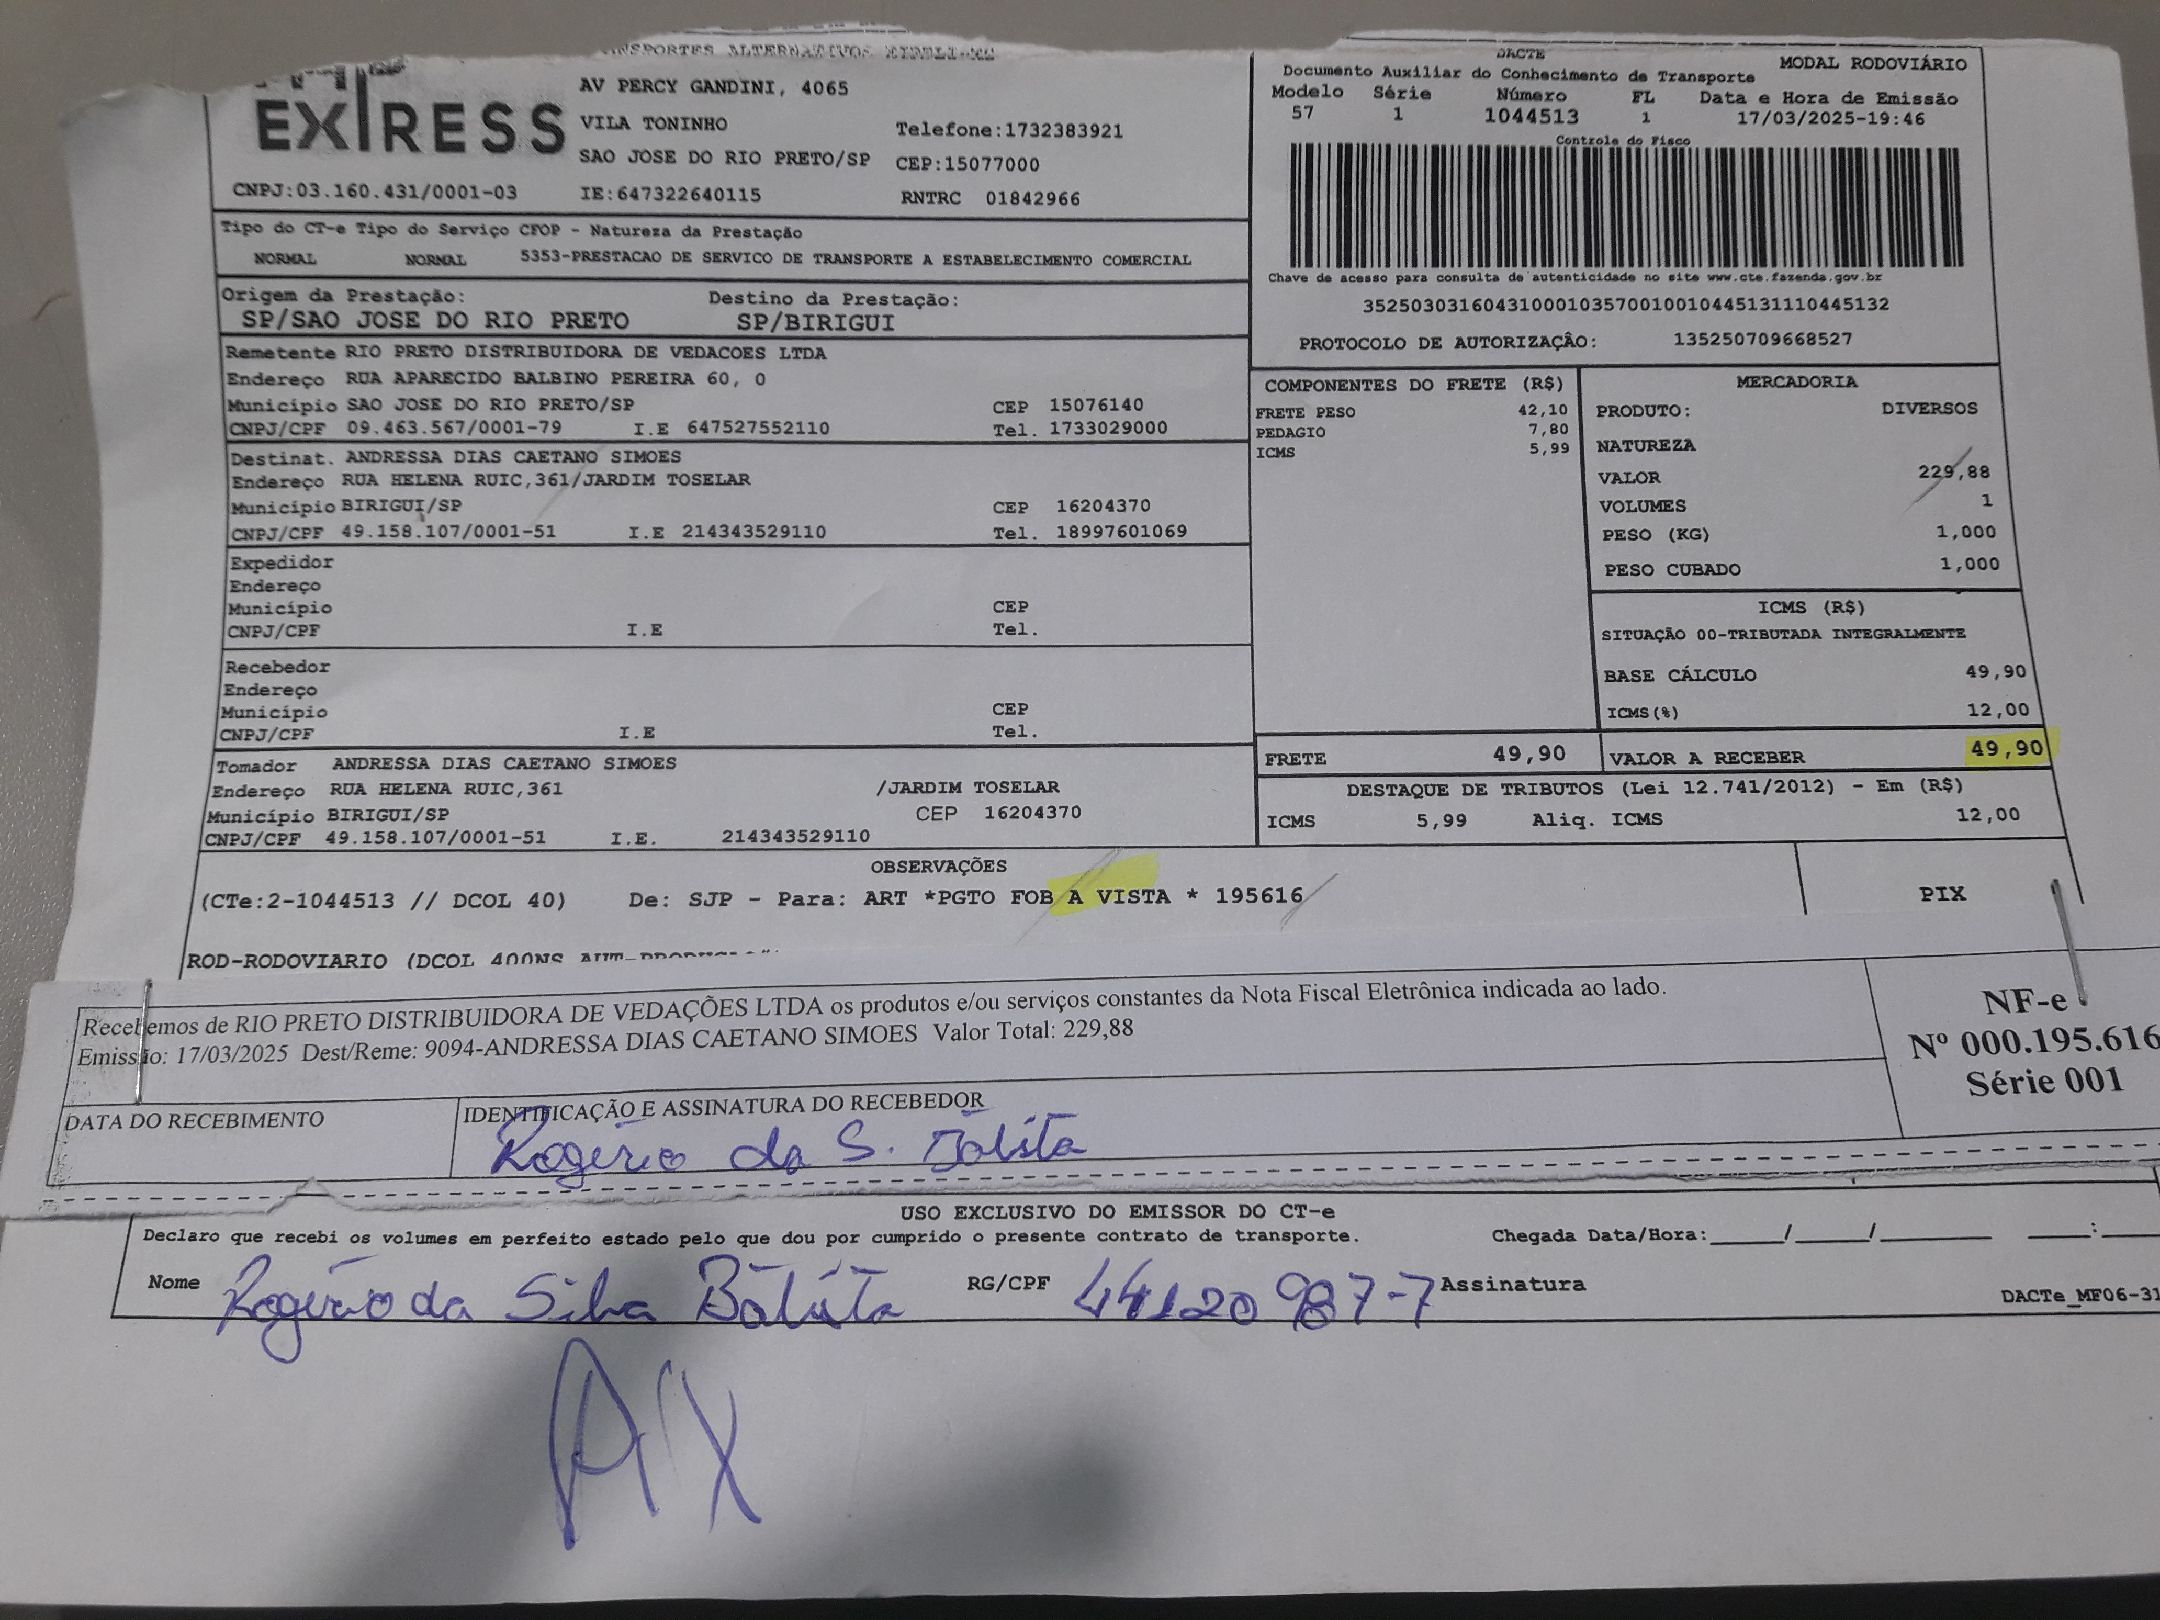 TRANSPORTES ALTERNATIVOS EIRELI-ME
EXTRESS
AV PERCY GANDINI, 4065
VILA TONINHO Telefone:1732383921
SAO JOSE DO RIO PRETO/SP CEP:15077000
CNPJ:03.160.431/0001-03 IE:647322640115 RNTRC 01842966
DACTE
Documento Auxiliar do Conhecimento de Transporte MODAL RODOVIÁRIO
Modelo Série Número FL Data e Hora de Emissão
57 1 1044513 1 17/03/2025-19:46
Controle do Fisco
Chave de acesso para consulta de autenticidade no site www.cte.fazenda.gov.br
35250303160431000103570010010445131110445132
PROTOCOLO DE AUTORIZAÇÂO: 135250709668527
Tipo do CT-e Tipo do Serviço CFOP - Natureza da Prestação
NORMAL NORMAL 5353-PRESTACAO DE SERVICO DE TRANSPORTE A ESTABELECIMENTO COMERCIAL
Origem da Prestação: Destino da Prestação:
SP/SAO JOSE DO RIO PRETO SP/BIRIGUI
Remetente RIO PRETO DISTRIBUIDORA DE VEDACOES LTDA
Endereço RUA APARECIDO BALBINO PEREIRA 60, 0
Município SAO JOSE DO RIO PRETO/SP CEP 15076140
CNPJ/CPF 09.463.567/0001-79 I.E 647527552110 Tel. 1733029000
Destinat. ANDRESSA DIAS CAETANO SIMOES
Endereço RUA HELENA RUIC,361/JARDIM TOSELAR
Município BIRIGUI/SP CEP 16204370
CNPJ/CPF 49.158.107/0001-51 I.E 214343529110 Tel. 18997601069
Expedidor
Endereço
Município CEP
CNPJ/CPF I.E Tel.
Recebedor
Endereço
Município CEP
CNPJ/CPF I.E Tel.
Tomador ANDRESSA DIAS CAETANO SIMOES
Endereço RUA HELENA RUIC,361 /JARDIM TOSELAR
Município BIRIGUI/SP CEP 16204370
CNPJ/CPF 49.158.107/0001-51 I.E. 214343529110
COMPONENTES DO FRETE (R$)
FRETE PESO 42,10
PEDAGIO 7,80
ICMS 5,99
MERCADORIA
PRODUTO: DIVERSOS
NATUREZA
VALOR 229,88
VOLUMES 1
PESO (KG) 1,000
PESO CUBADO 1,000
ICMS (R$)
SITUAÇÃO 00-TRIBUTADA INTEGRALMENTE
BASE CÁLCULO 49,90
ICMS(%) 12,00
FRETE 49,90 VALOR A RECEBER 49,90
DESTAQUE DE TRIBUTOS (Lei 12.741/2012) - Em (R$)
ICMS 5,99 Aliq. ICMS 12,00
OBSERVAÇÕES
(CTe:2-1044513 // DCOL 40) De: SJP - Para: ART *PGTO FOB A VISTA * 195616 PIX
ROD-RODOVIARIO (DCOL 400NS
Recebemos de RIO PRETO DISTRIBUIDORA DE VEDAÇÕES LTDA os produtos e/ou serviços constantes da Nota Fiscal Eletrônica indicada ao lado.
Emissão: 17/03/2025 Dest/Reme: 9094-ANDRESSA DIAS CAETANO SIMOES Valor Total: 229,88
NF-e
Nº 000.195.616
Série 001
DATA DO RECEBIMENTO IDENTIFICAÇÃO E ASSINATURA DO RECEBEDOR
Rogério da S. Batista
USO EXCLUSIVO DO EMISSOR DO CT-e
Declaro que recebi os volumes em perfeito estado pelo que dou por cumprido o presente contrato de transporte. Chegada Data/Hora:_____/_____/________ ____:____
Nome Rogério da Silva Batista RG/CPF 44120987-7 Assinatura
DACTe_MF06-31
PIX